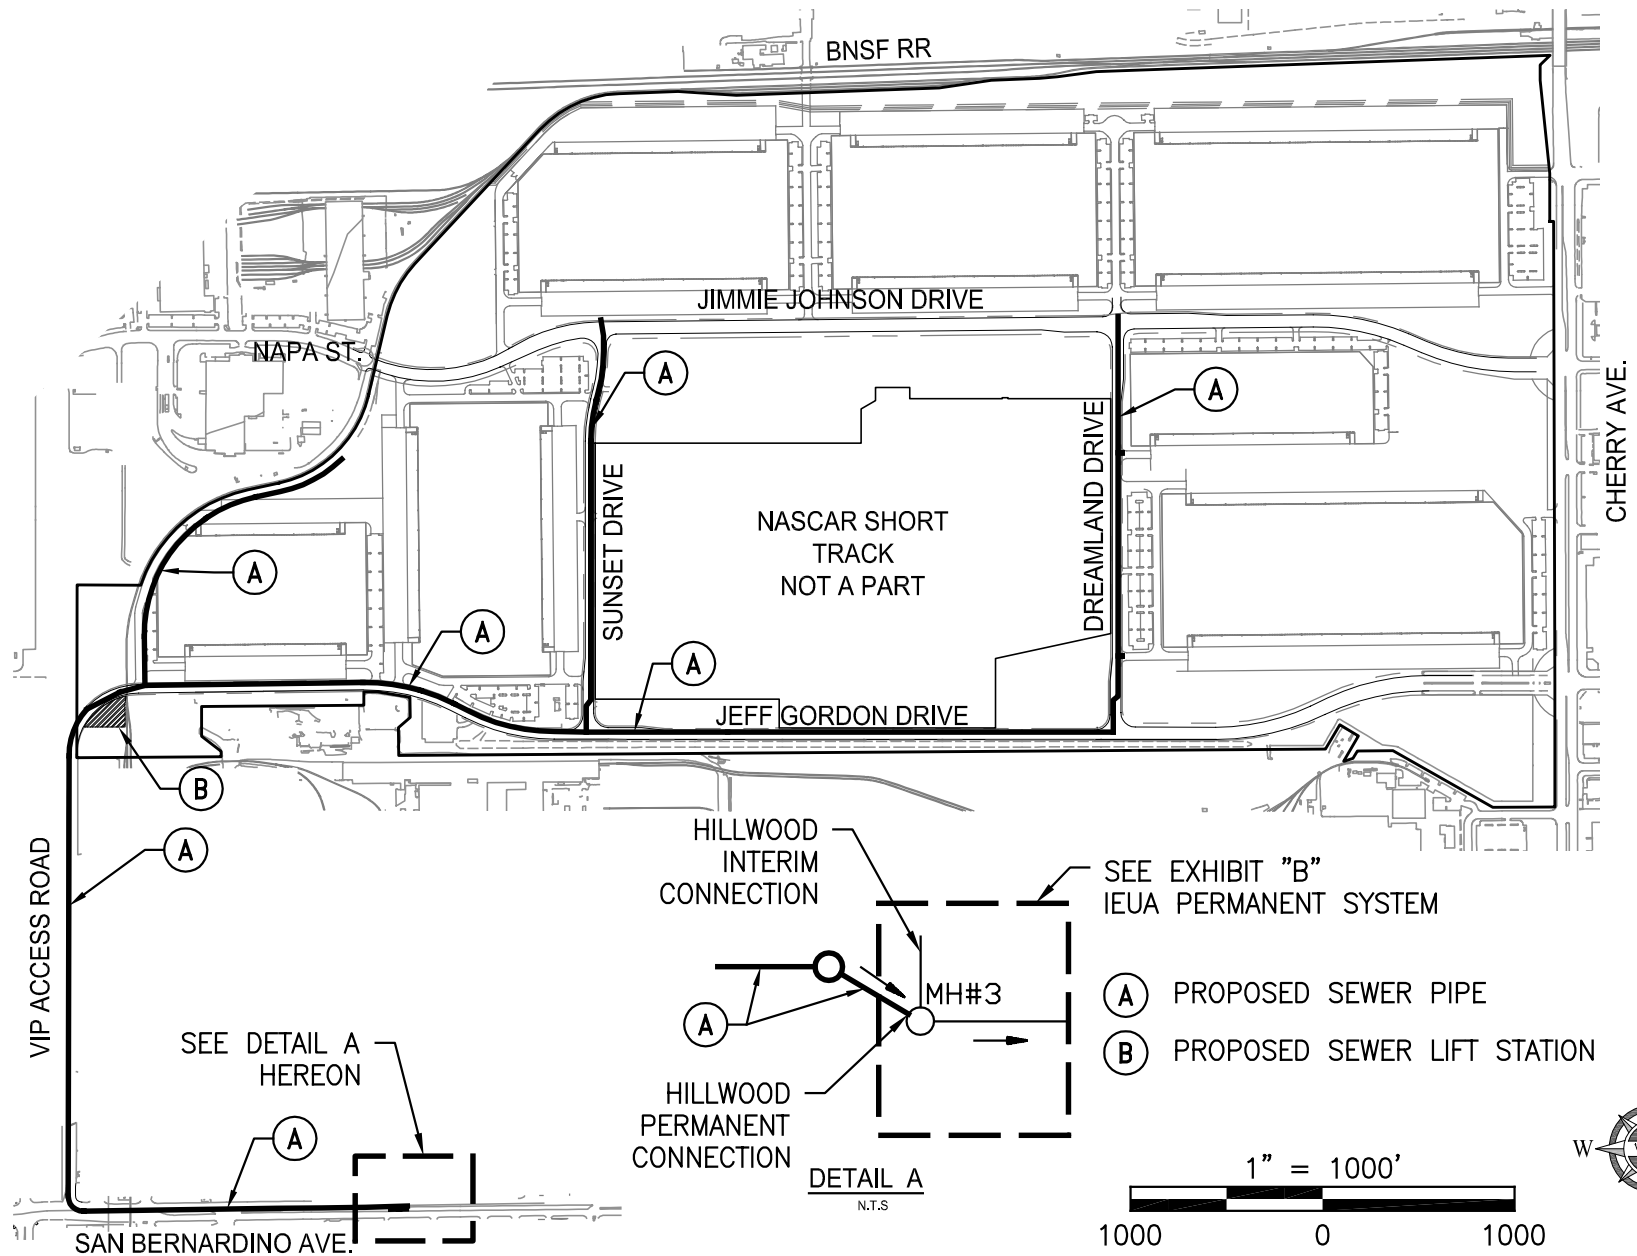 BNSF RR
JIMMIE JOHNSON DRIVE
NAPA ST.
A
A
CHERRY AVE.
SUNSET DRIVE
DREAMLAND DRIVE
NASCAR SHORT
TRACK
NOT A PART
A
A
A
JEFF GORDON DRIVE
B
A
VIP ACCESS ROAD
HILLWOOD
INTERIM
CONNECTION
SEE EXHIBIT "B"
IEUA PERMANENT SYSTEM
MH#3
A
A PROPOSED SEWER PIPE
B PROPOSED SEWER LIFT STATION
SEE DETAIL A
HEREON
HILLWOOD
PERMANENT
CONNECTION
A
DETAIL A
N.T.S
W
1" = 1000'
1000 0 1000
SAN BERNARDINO AVE.